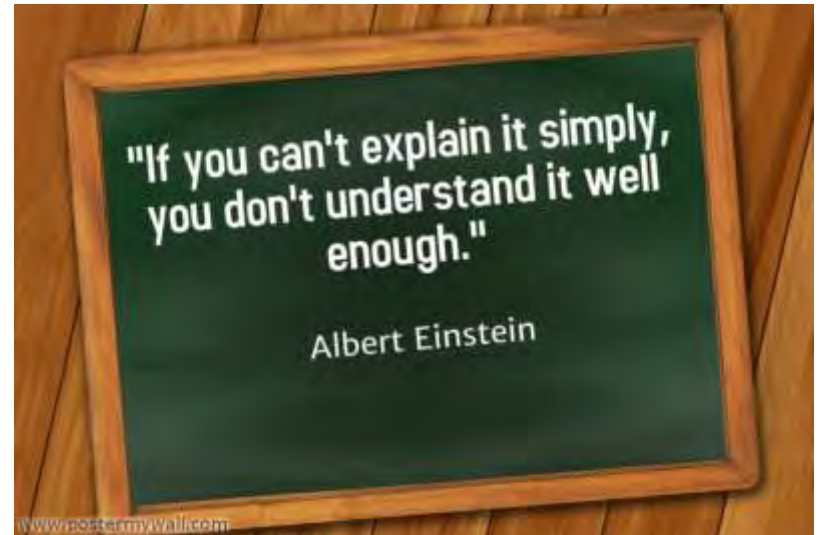 "If you can't explain it simply,
you don't understand it well
enough."
Albert Einstein
www.postermywall.com